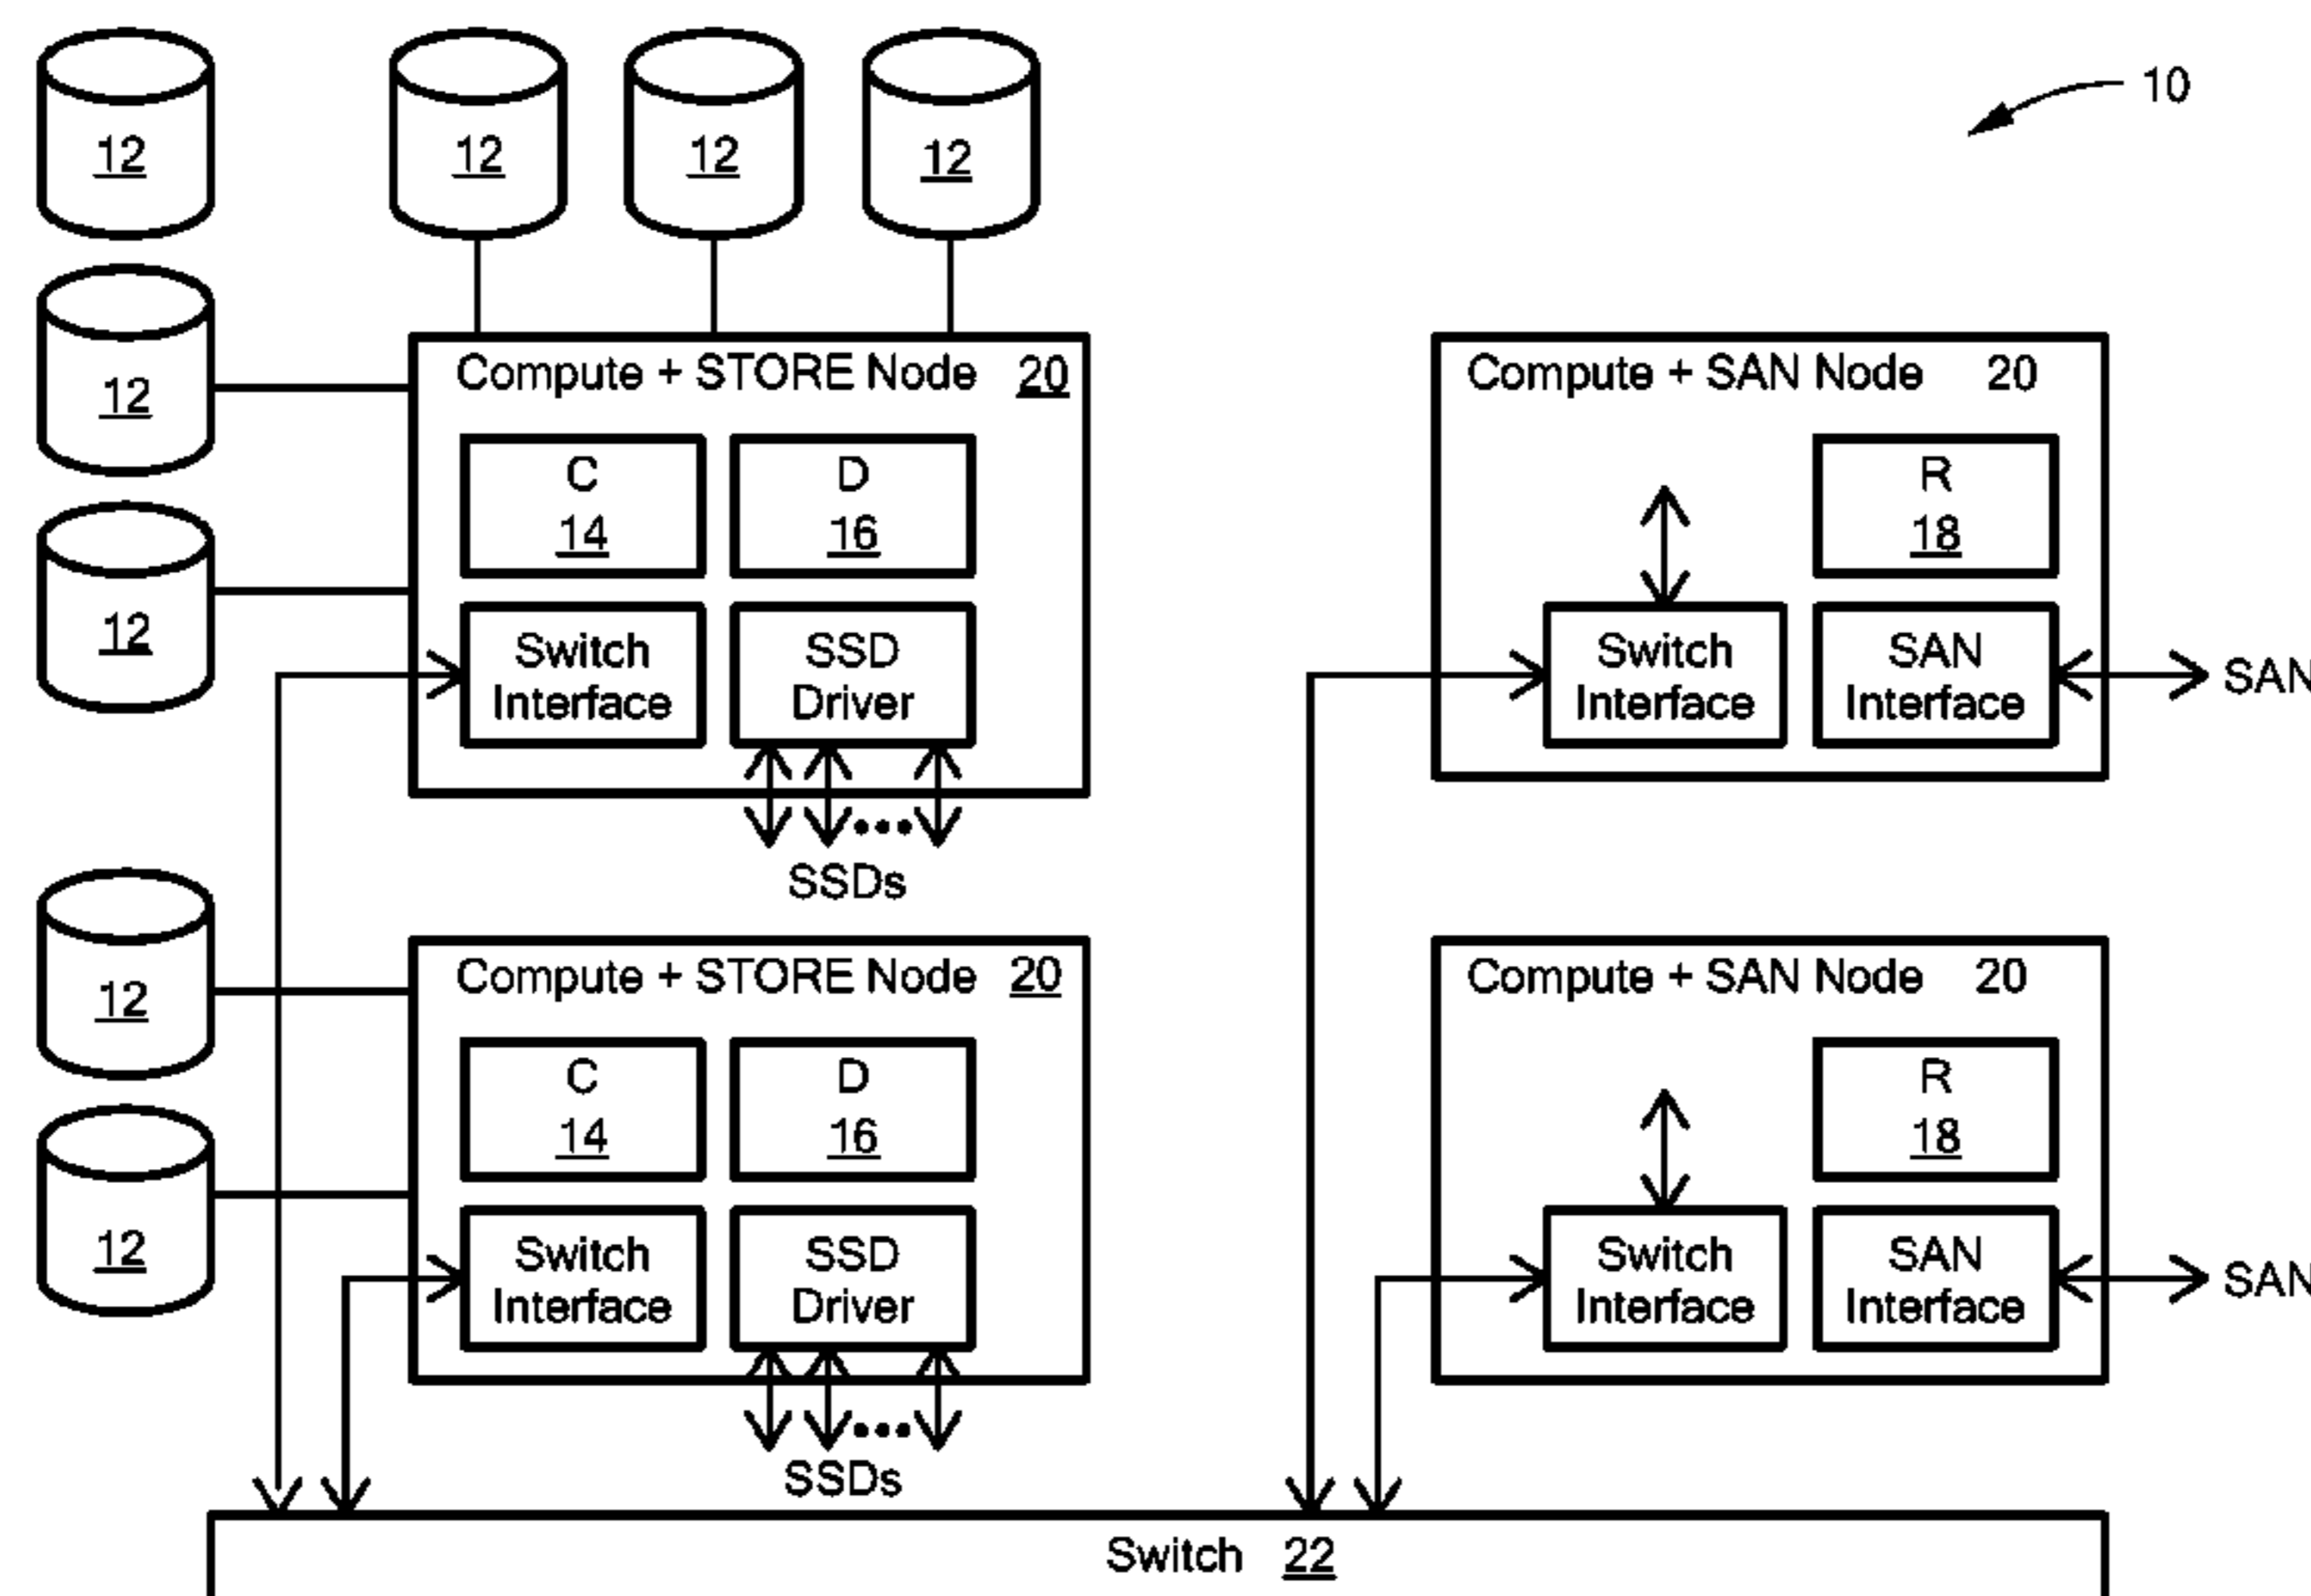 12
12
12
12
10
12
12
Compute + STORE Node 20
C
14
D
16
Switch
Interface
SSD
Driver
SSDs
Compute + SAN Node 20
R
18
Switch
Interface
SAN
Interface
SAN
12
12
Compute + STORE Node 20
C
14
D
16
Switch
Interface
SSD
Driver
SSDs
Compute + SAN Node 20
R
18
Switch
Interface
SAN
Interface
SAN
Switch 22